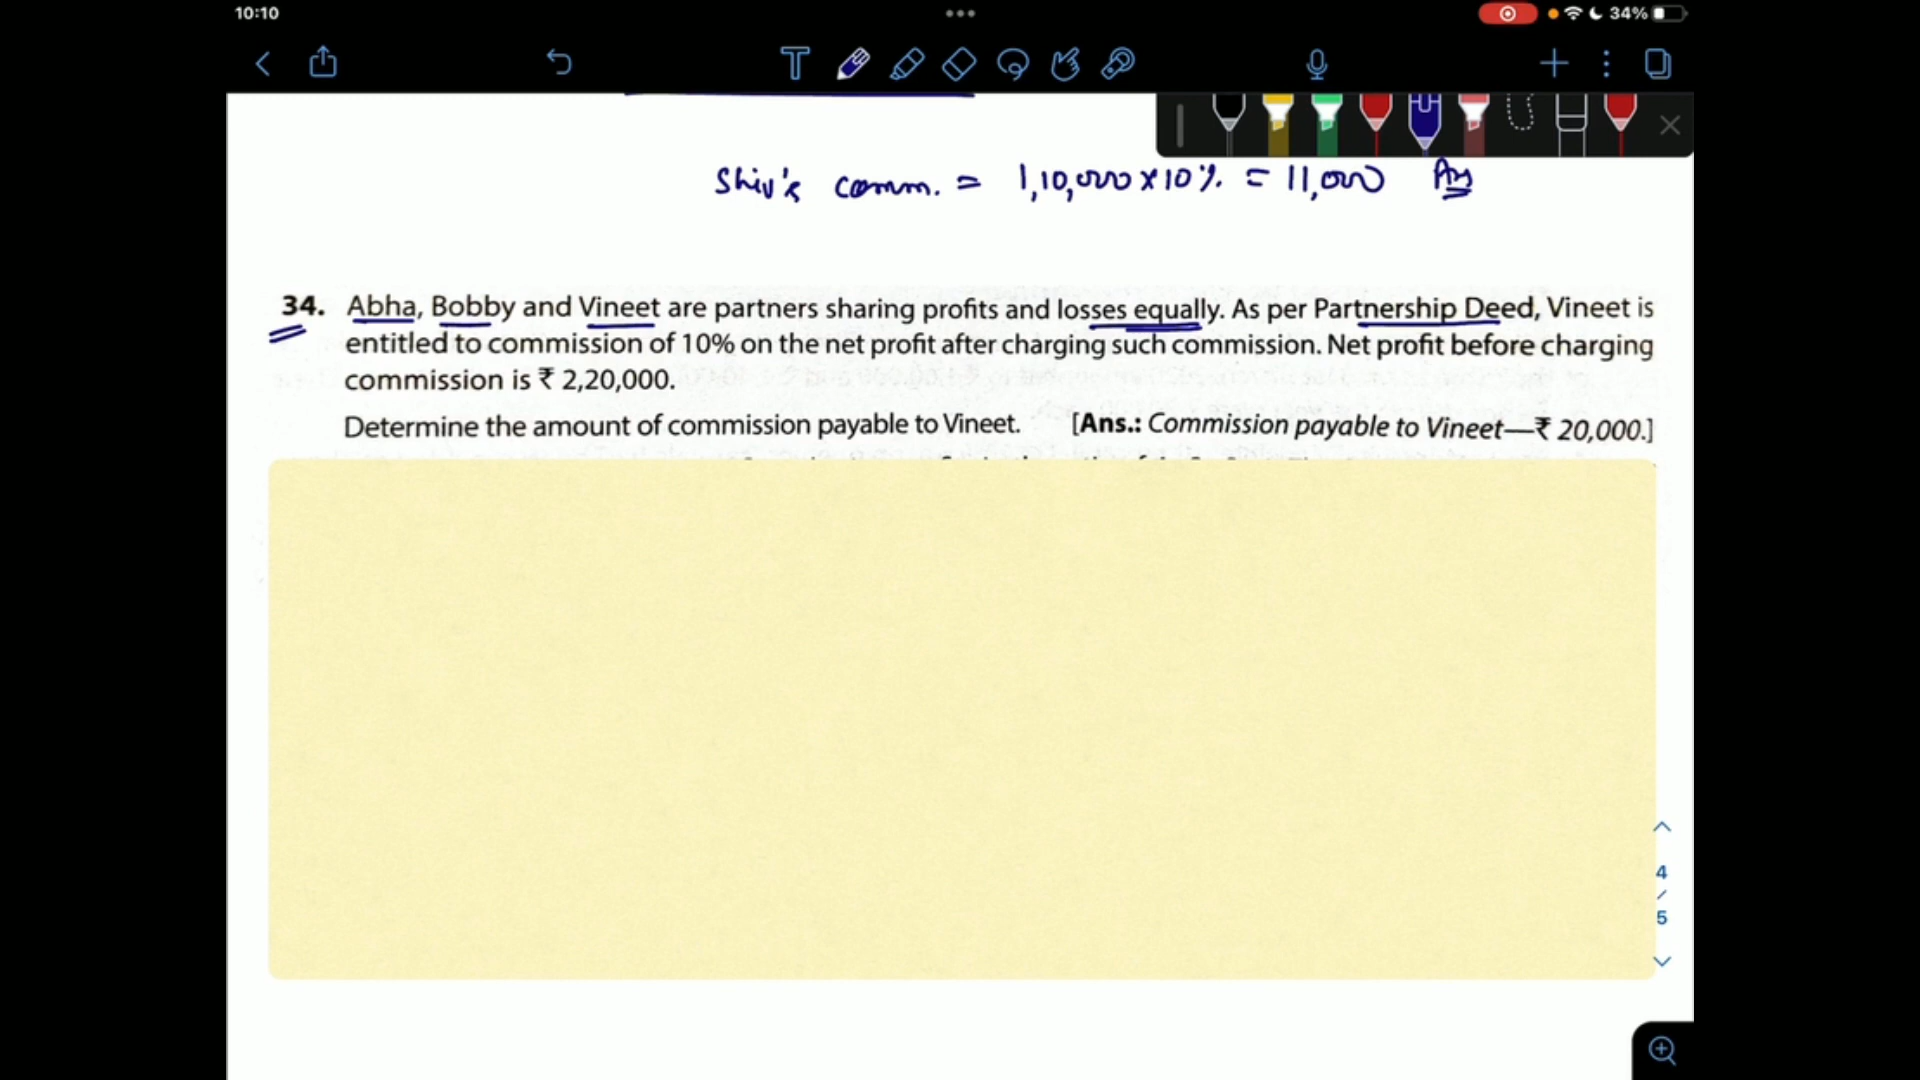 10:10
34%
T
Shiv's comm. = 1,10,000 x 10% = 11,000 Ans
34. Abha, Bobby and Vineet are partners sharing profits and losses equally. As per Partnership Deed, Vineet is
entitled to commission of 10% on the net profit after charging such commission. Net profit before charging
commission is ₹ 2,20,000.
Determine the amount of commission payable to Vineet. [Ans.: Commission payable to Vineet—₹ 20,000.]
4
/
5